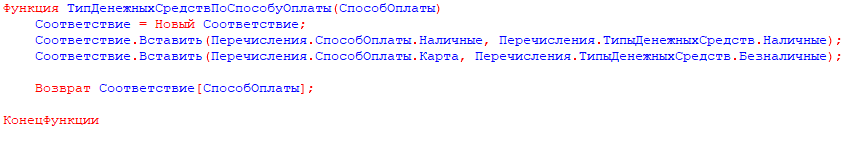 Функция ТипДенежныхСредствПоСпособуОплаты(СпособОплаты)
Соответствие = Новый Соответствие;
Соответствие.Вставить(Перечисления.СпособОплаты.Наличные, Перечисления.ТипыДенежныхСредств.Наличные);
Соответствие.Вставить(Перечисления.СпособОплаты.Карта, Перечисления.ТипыДенежныхСредств.Безналичные);
Возврат Соответствие[СпособОплаты];
КонецФункции